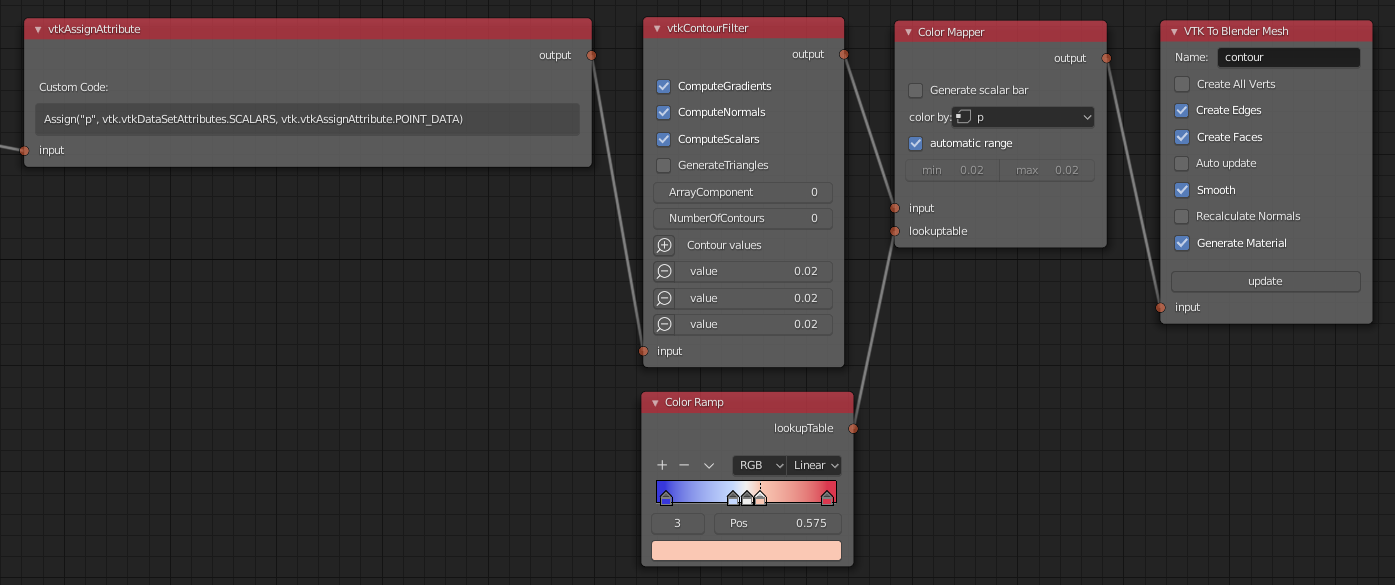 vtkAssignAttribute
output
Custom Code:
Assign("p", vtk.vtkDataSetAttributes.SCALARS, vtk.vtkAssignAttribute.POINT_DATA)
input
vtkContourFilter
output
ComputeGradients
ComputeNormals
ComputeScalars
GenerateTriangles
ArrayComponent 0
NumberOfContours 0
Contour values
value 0.02
value 0.02
value 0.02
input
Color Ramp
lookupTable
RGB Linear
3 Pos 0.575
Color Mapper
output
Generate scalar bar
color by: p
automatic range
min 0.02 max 0.02
input
lookuptable
VTK To Blender Mesh
Name: contour
Create All Verts
Create Edges
Create Faces
Auto update
Smooth
Recalculate Normals
Generate Material
update
input